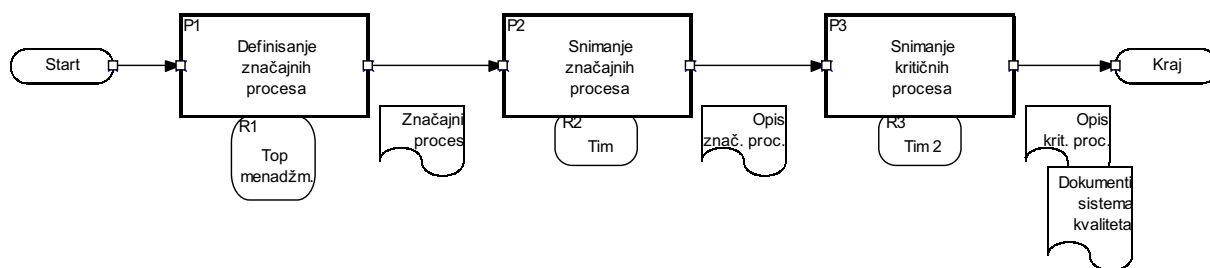 Start
P1
Definisanje
značajnih
procesa
R1
Top
menadžm.
Značajni
proces
P2
Snimanje
značajnih
procesa
R2
Tim
Opis
znač. proc.
P3
Snimanje
kritičnih
procesa
R3
Tim 2
Opis
krit. proc.
Dokumenti
sistema
kvaliteta
Kraj